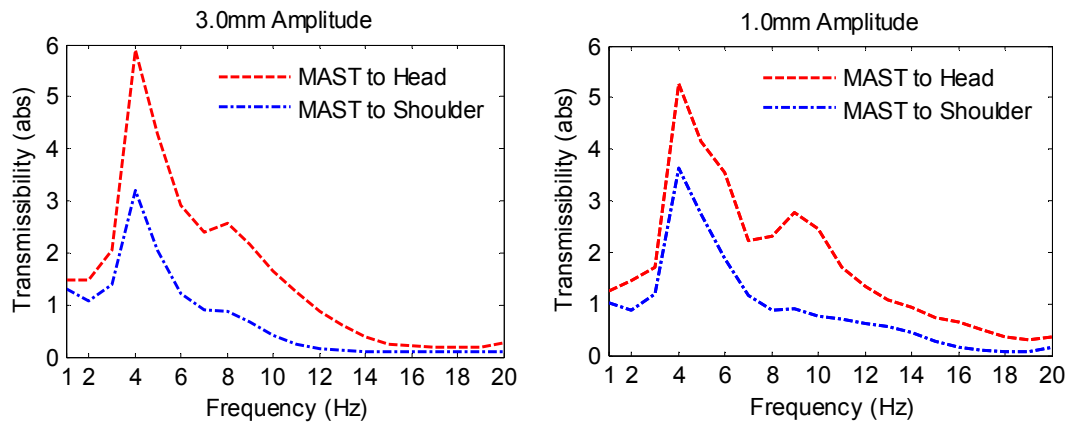 3.0mm Amplitude
Transmissibility (abs)
6
5
4
3
2
1
0
MAST to Head
MAST to Shoulder
1 2 4 6 8 10 12 14 16 18 20
Frequency (Hz)
1.0mm Amplitude
Transmissibility (abs)
6
5
4
3
2
1
0
MAST to Head
MAST to Shoulder
1 2 4 6 8 10 12 14 16 18 20
Frequency (Hz)